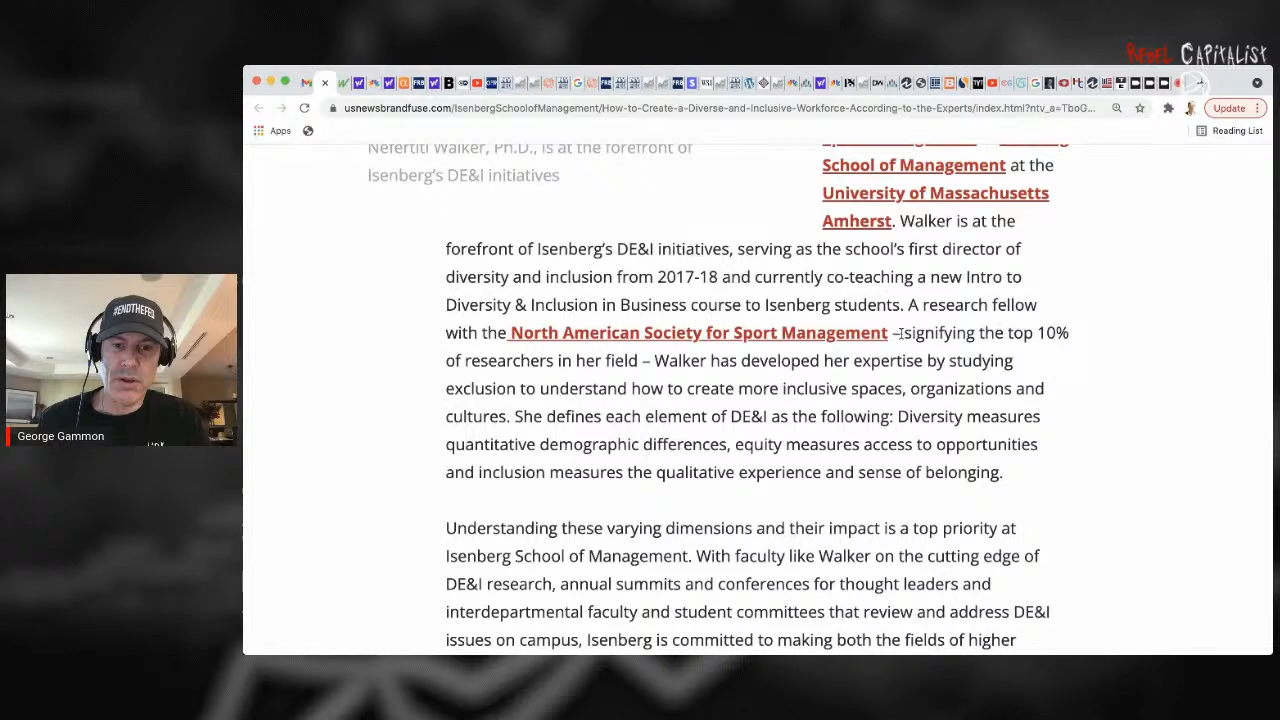 REBEL CAPITALIST
usnewsbrandfuse.com/IsenbergSchoolofManagement/How-to-Create-a-Diverse-and-Inclusive-Workforce-According-to-the-Experts/index.html?ntv_a=TboG...
Update
Apps
Reading List
Nefertiti Walker, Ph.D., is at the forefront of
Isenberg's DE&I initiatives
School of Management at the
University of Massachusetts
Amherst. Walker is at the
forefront of Isenberg's DE&I initiatives, serving as the school's first director of
diversity and inclusion from 2017-18 and currently co-teaching a new Intro to
Diversity & Inclusion in Business course to Isenberg students. A research fellow
with the North American Society for Sport Management – signifying the top 10%
of researchers in her field – Walker has developed her expertise by studying
exclusion to understand how to create more inclusive spaces, organizations and
cultures. She defines each element of DE&I as the following: Diversity measures
quantitative demographic differences, equity measures access to opportunities
and inclusion measures the qualitative experience and sense of belonging.
Understanding these varying dimensions and their impact is a top priority at
Isenberg School of Management. With faculty like Walker on the cutting edge of
DE&I research, annual summits and conferences for thought leaders and
interdepartmental faculty and student committees that review and address DE&I
issues on campus, Isenberg is committed to making both the fields of higher
#ENDTHEFED
George Gammon